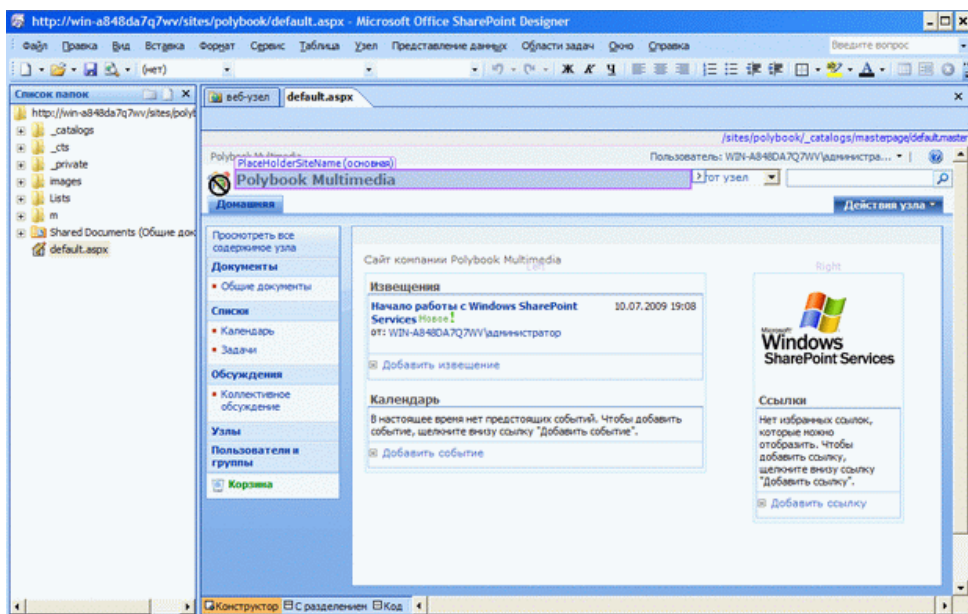 http://win-a848da7q7wv/sites/polybook/default.aspx - Microsoft Office SharePoint Designer
Файл Правка Вид Вставка Формат Сервис Таблица Узел Представление данных Области задач Окно Справка Введите вопрос
(нет) Ж К Ч
Список папок
веб-узел default.aspx
http://win-a848da7q7wv/sites/polyb
_catalogs
_cts
_private
images
Lists
m
Shared Documents (Общие док
default.aspx
/sites/polybook/_catalogs/masterpage/default.master
Polybook Multimedia
PlaceHolderSiteName (основная)
Пользователь: WIN-A848DA7Q7WV\администра...
Polybook Multimedia
от узел
Домашняя
Действия узла
Просмотреть все
содержимое узла
Документы
Общие документы
Списки
Календарь
Задачи
Обсуждения
Коллективное
обсуждение
Узлы
Пользователи и
группы
Корзина
Сайт компании Polybook Multimedia
Left
Извещения
Начало работы с Windows SharePoint
Services Новое!
10.07.2009 19:08
от: WIN-A848DA7Q7WV\администратор
Добавить извещение
Календарь
В настоящее время нет предстоящих событий. Чтобы добавить
событие, щелкните внизу ссылку "Добавить событие".
Добавить событие
Right
Microsoft
Windows
SharePoint Services
Ссылки
Нет избранных ссылок,
которые можно
отобразить. Чтобы
добавить ссылку,
щелкните внизу ссылку
"Добавить ссылку".
Добавить ссылку
Конструктор С разделением Код